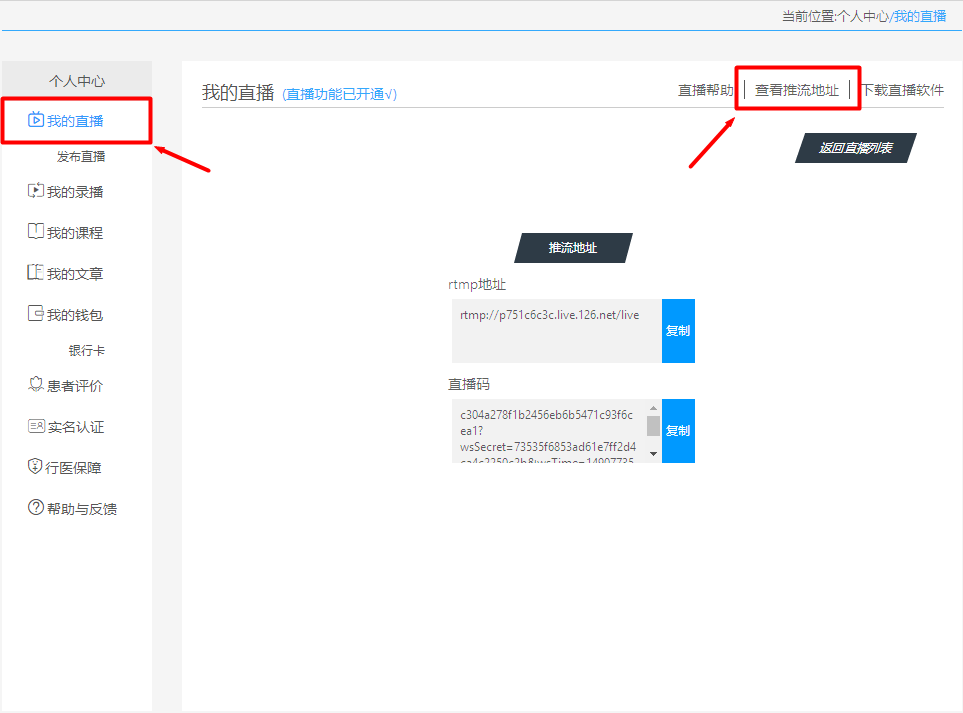 当前位置:个人中心/我的直播
个人中心
我的直播
发布直播
我的录播
我的课程
我的文章
我的钱包
银行卡
患者评价
实名认证
行医保障
帮助与反馈
我的直播 (直播功能已开通√)
直播帮助 | 查看推流地址 | 下载直播软件
返回直播列表
推流地址
rtmp地址
rtmp://p751c6c3c.live.126.net/live
复制
直播码
c304a278f1b2456eb6b5471c93f6c
ea1?
wsSecret=73535f6853ad61e7ff2d4
复制